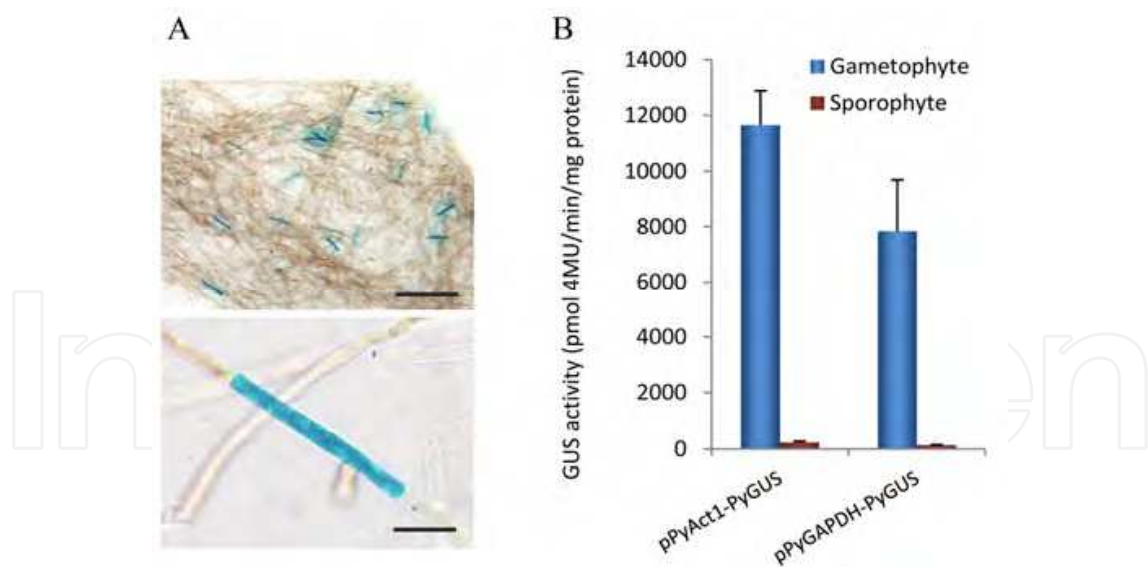 A
B
GUS activity (pmol 4MU/min/mg protein)
14000
12000
10000
8000
6000
4000
2000
0
Gametophyte
Sporophyte
pPyAct1-PyGUS
pPyGAPDH-PyGUS